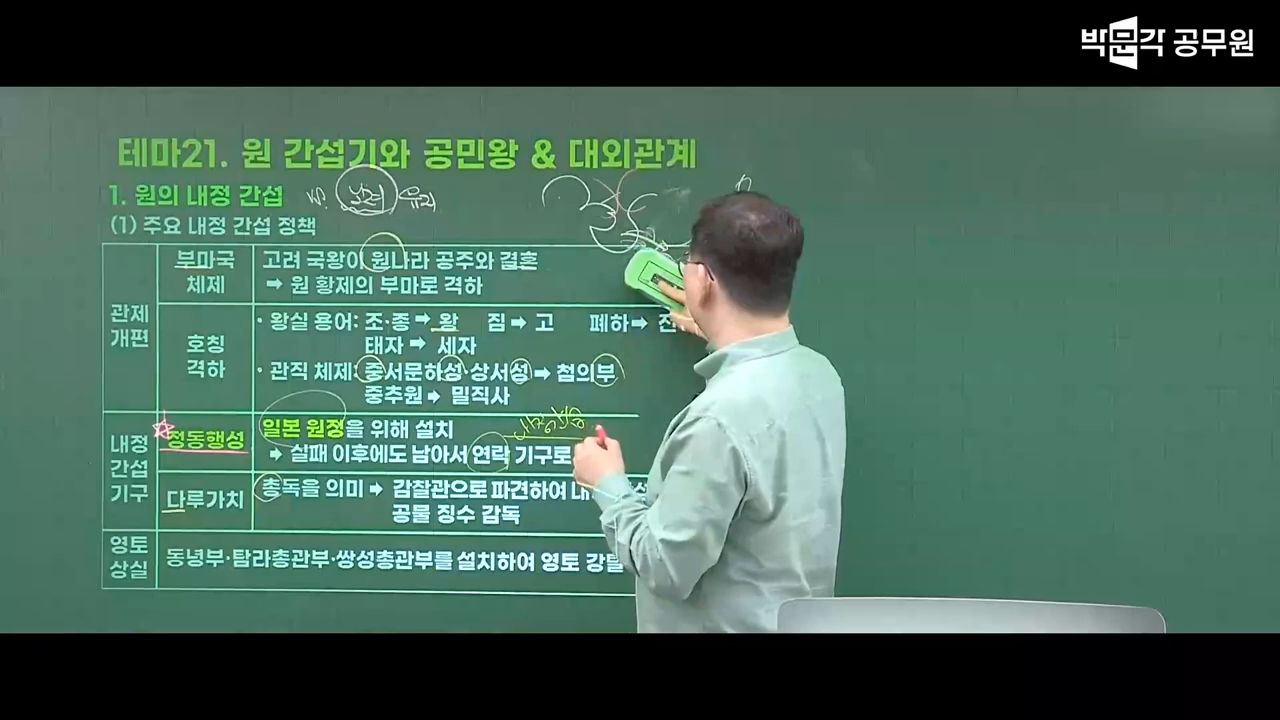 박문각 공무원
테마21. 원 간섭기와 공민왕 & 대외관계
1. 원의 내정 간섭
(1) 주요 내정 간섭 정책
관제 개편
부마국 체제
고려 국왕이 원나라 공주와 결혼
➡ 원 황제의 부마로 격하
호칭 격하
· 왕실 용어: 조·종 ➡ 왕 짐 ➡ 고 폐하 ➡ 전
태자 ➡ 세자
· 관직 체제: 중서문하성·상서성 ➡ 첨의부
중추원 ➡ 밀직사
내정 간섭 기구
정동행성
일본 원정을 위해 설치
➡ 실패 이후에도 남아서 연락 기구로
다루가치
총독을 의미 ➡ 감찰관으로 파견하여 내
공물 징수 감독
영토 상실
동녕부·탐라총관부·쌍성총관부를 설치하여 영토 강탈